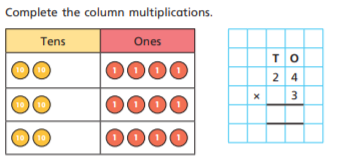 Complete the column multiplications.
Tens Ones
10 10 1 1 1 1
10 10 1 1 1 1
10 10 1 1 1 1
T O
2 4
× 3